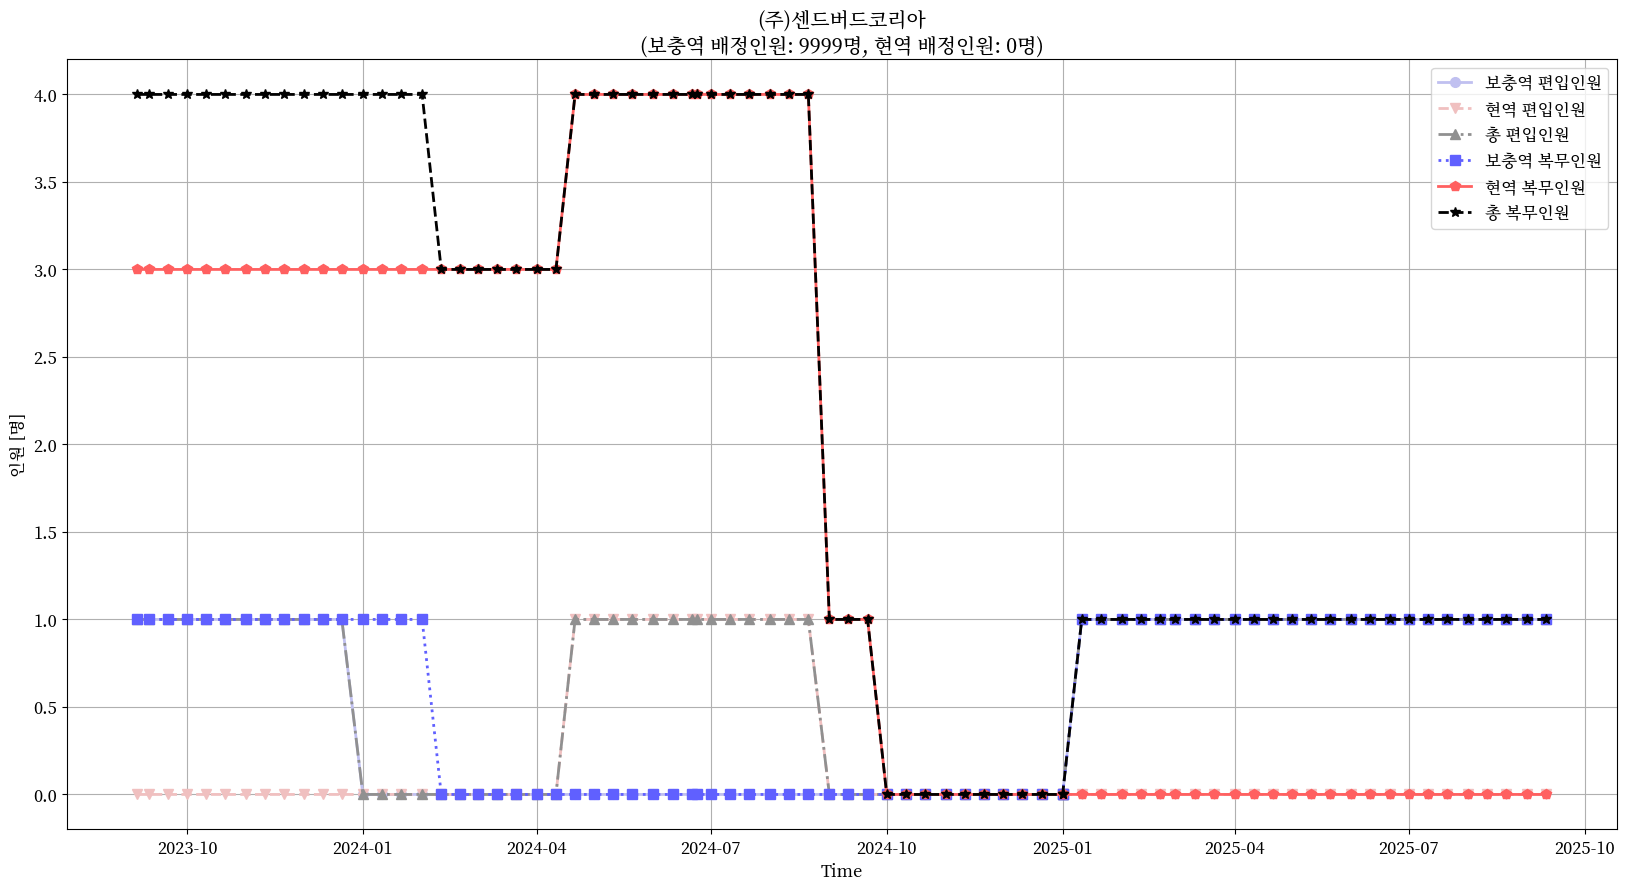 (주)센드버드코리아
(보충역 배정인원: 9999명, 현역 배정인원: 0명)
보충역 편입인원
현역 편입인원
총 편입인원
보충역 복무인원
현역 복무인원
총 복무인원
4.0
3.5
3.0
2.5
2.0
1.5
1.0
0.5
0.0
인원 [명]
2023-10
2024-01
2024-04
2024-07
2024-10
2025-01
2025-04
2025-07
2025-10
Time